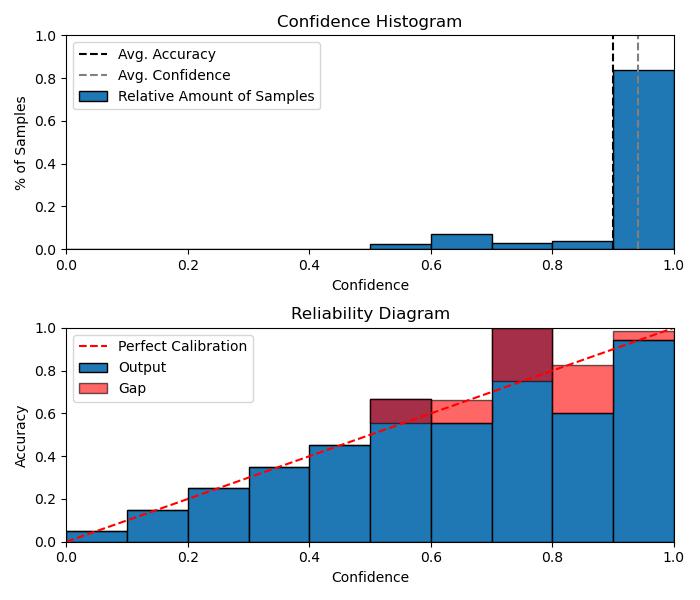 Confidence Histogram
1.0
0.8
0.6
0.4
0.2
0.0
% of Samples
Avg. Accuracy
Avg. Confidence
Relative Amount of Samples
0.0 0.2 0.4 0.6 0.8 1.0
Confidence
Reliability Diagram
1.0
0.8
0.6
0.4
0.2
0.0
Accuracy
Perfect Calibration
Output
Gap
0.0 0.2 0.4 0.6 0.8 1.0
Confidence